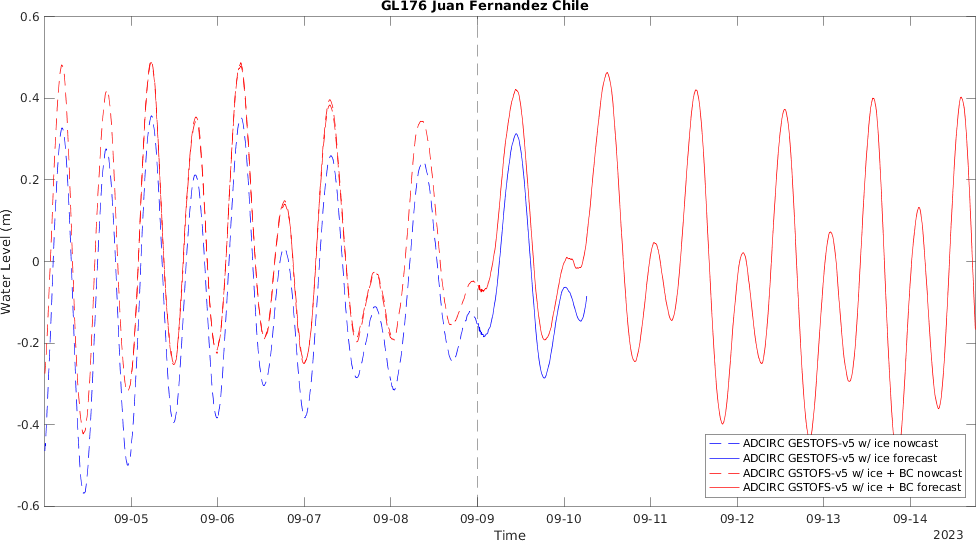 GL176 Juan Fernandez Chile
0.6
0.4
0.2
0
-0.2
-0.4
-0.6
Water Level (m)
ADCIRC GESTOFS-v5 w/ ice nowcast
ADCIRC GESTOFS-v5 w/ ice forecast
ADCIRC GSTOFS-v5 w/ ice + BC nowcast
ADCIRC GSTOFS-v5 w/ ice + BC forecast
09-05 09-06 09-07 09-08 09-09 09-10 09-11 09-12 09-13 09-14
Time
2023